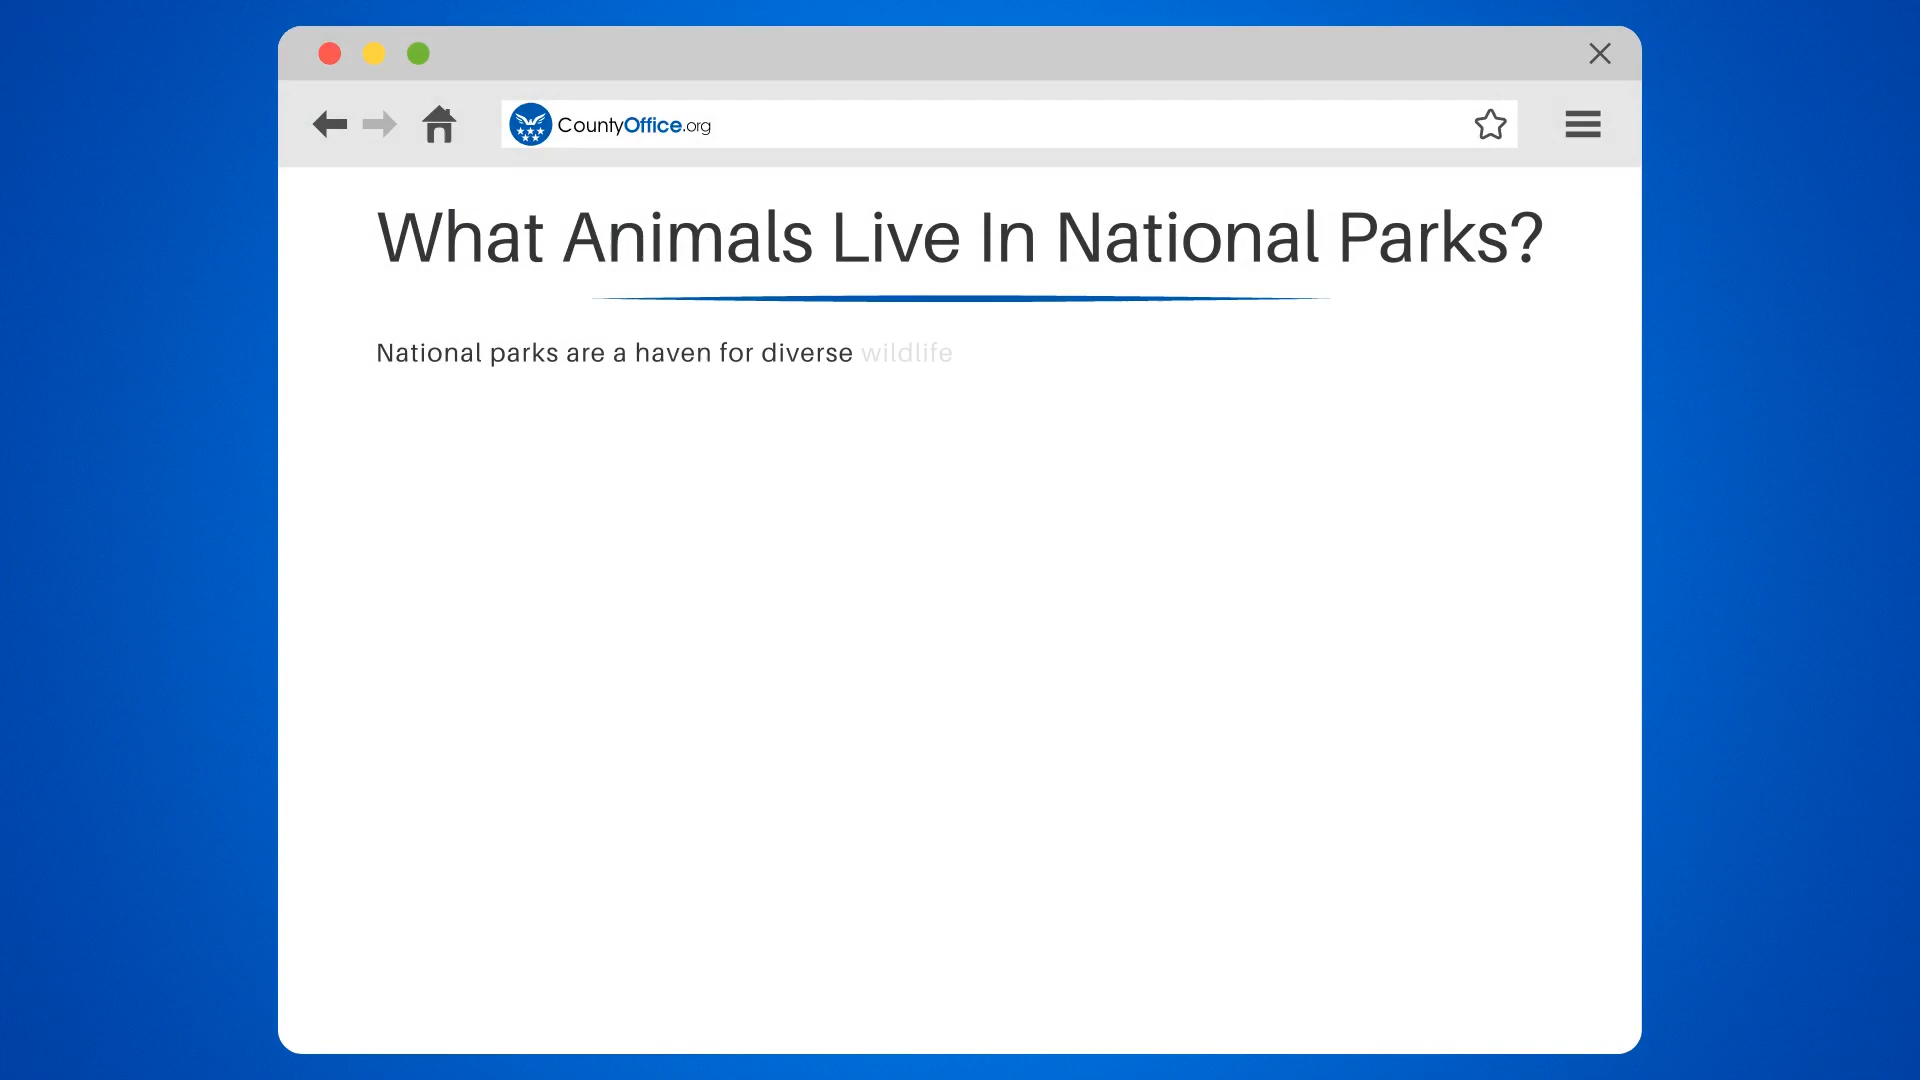 CountyOffice.org
What Animals Live In National Parks?
National parks are a haven for diverse wildlife